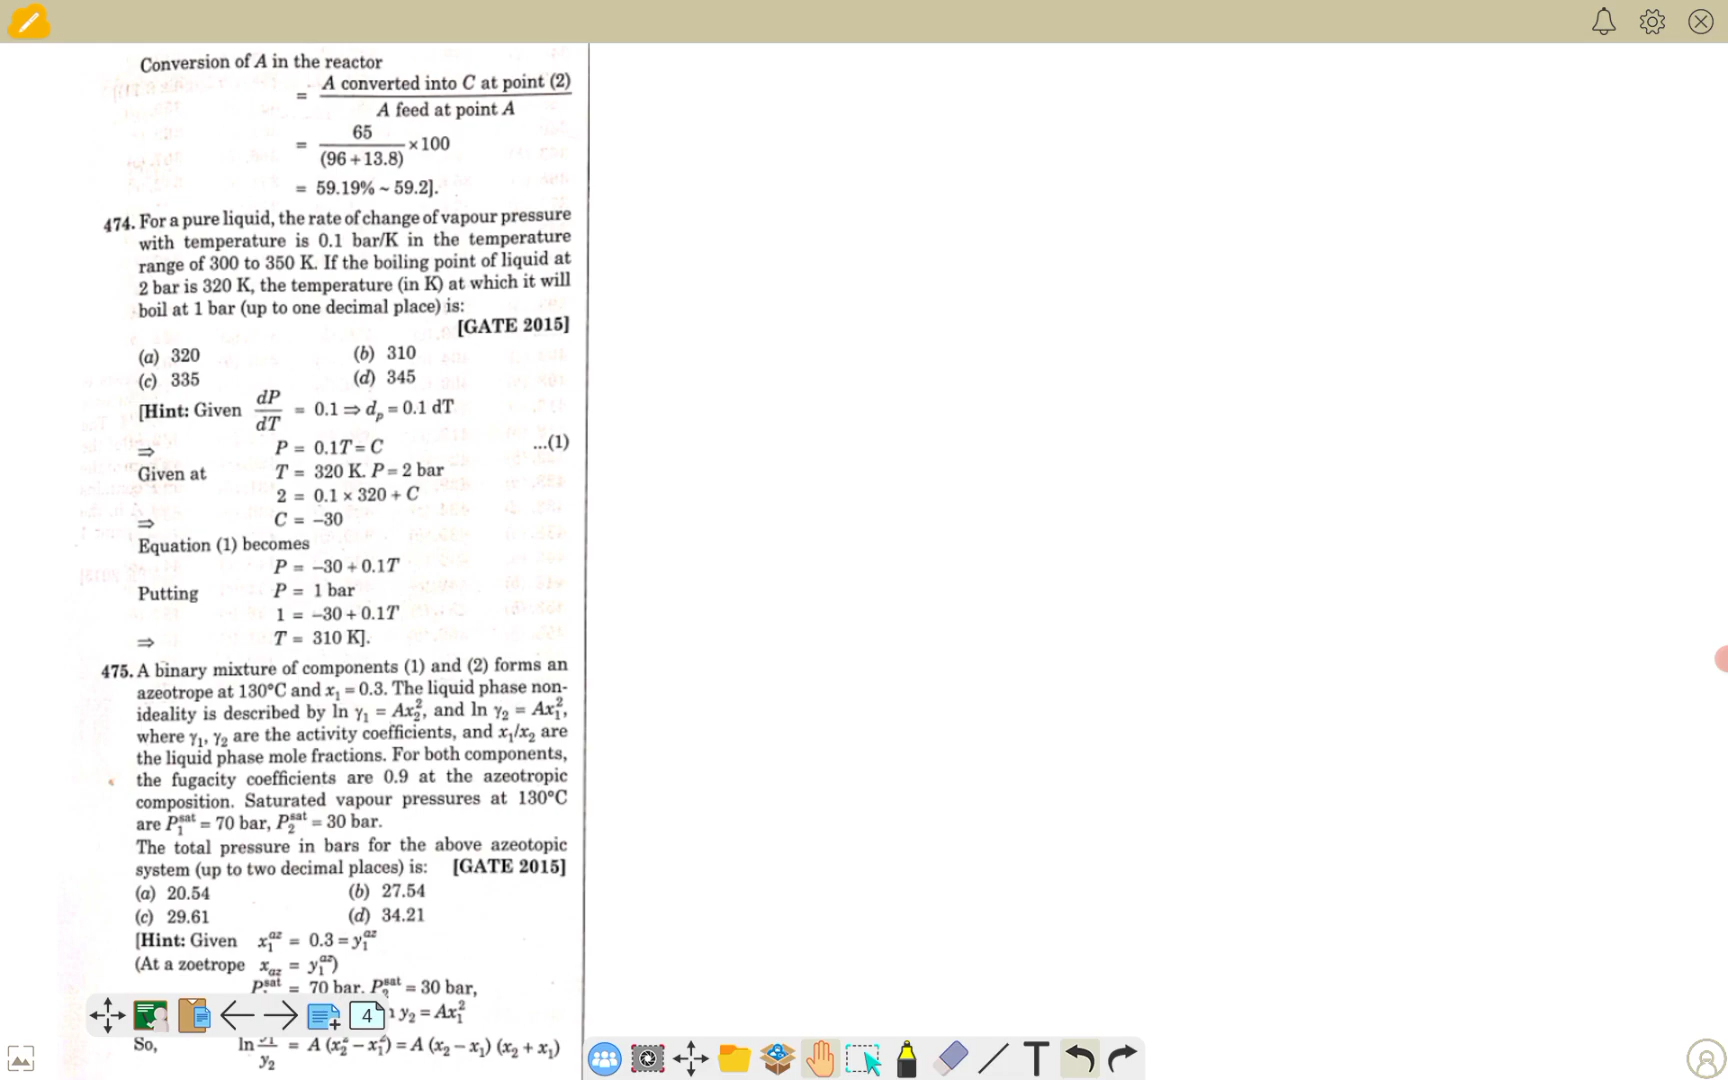 Conversion of A in the reactor
= A converted into C at point (2) / A feed at point A
= 65 / (96 + 13.8) × 100
= 59.19% ~ 59.2].
474. For a pure liquid, the rate of change of vapour pressure
with temperature is 0.1 bar/K in the temperature
range of 300 to 350 K. If the boiling point of liquid at
2 bar is 320 K, the temperature (in K) at which it will
boil at 1 bar (up to one decimal place) is:
[GATE 2015]
(a) 320 (b) 310
(c) 335 (d) 345
[Hint: Given dP/dT = 0.1 ⇒ d_p = 0.1 dT
⇒ P = 0.1T = C ...(1)
Given at T = 320 K. P = 2 bar
2 = 0.1 × 320 + C
⇒ C = –30
Equation (1) becomes
P = –30 + 0.1T
Putting P = 1 bar
1 = –30 + 0.1T
⇒ T = 310 K].
475. A binary mixture of components (1) and (2) forms an
azeotrope at 130°C and x₁ = 0.3. The liquid phase non-
ideality is described by ln γ₁ = Ax₂², and ln γ₂ = Ax₁²,
where γ₁, γ₂ are the activity coefficients, and x₁/x₂ are
the liquid phase mole fractions. For both components,
the fugacity coefficients are 0.9 at the azeotropic
composition. Saturated vapour pressures at 130°C
are P₁^sat = 70 bar, P₂^sat = 30 bar.
The total pressure in bars for the above azeotopic
system (up to two decimal places) is: [GATE 2015]
(a) 20.54 (b) 27.54
(c) 29.61 (d) 34.21
[Hint: Given x₁^az = 0.3 = y₁^az
(At a zoetrope x_az = y₁^az)
P^sat = 70 bar. P₂^sat = 30 bar,
y₂ = Ax₁²
4
So, ln y₁/y₂ = A (x₂² – x₁²) = A (x₂ – x₁) (x₂ + x₁)
T